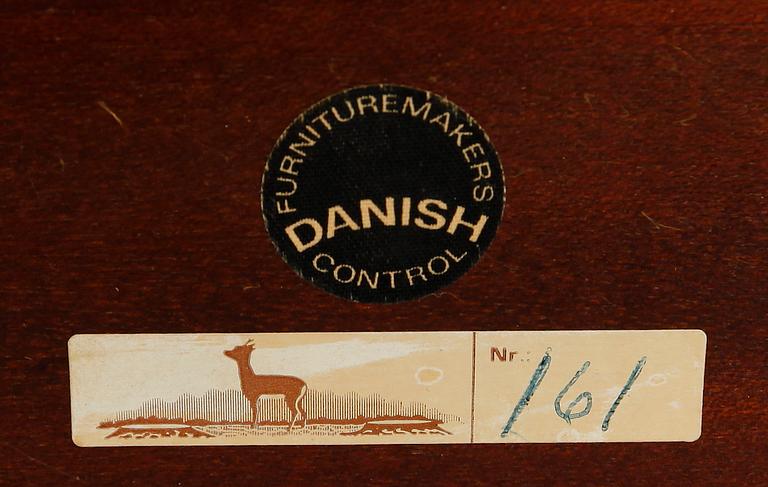 FURNITUREMAKERS
DANISH
CONTROL
Nr.: 161